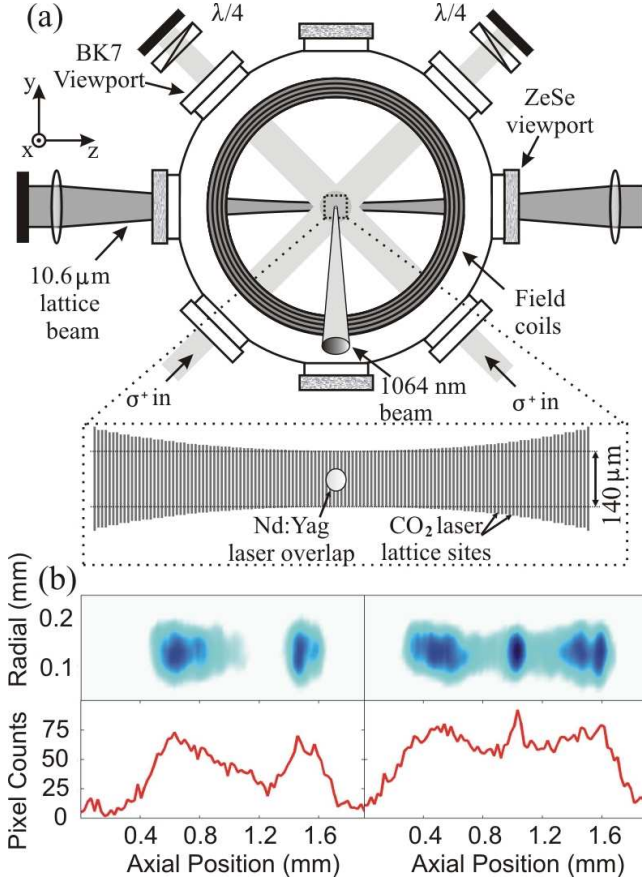 (a)
λ/4
λ/4
BK7
Viewport
y
x
z
ZeSe
viewport
10.6 μm
lattice
beam
Field
coils
σ⁺ in
1064 nm
beam
σ⁺ in
Nd:Yag
laser overlap
CO₂ laser
lattice sites
140 μm
(b)
Radial (mm)
0.2
0.1
Pixel Counts
75
50
25
0
0.4 0.8 1.2 1.6
0.4 0.8 1.2 1.6
Axial Position (mm)
Axial Position (mm)